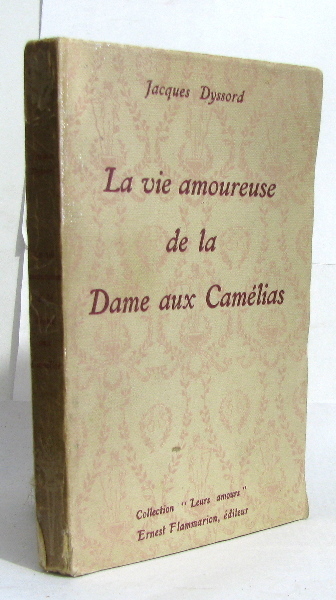 Jacques Dyssord
La vie amoureuse
de la
Dame aux Camélias
Collection "Leurs amours"
Ernest Flammarion, éditeur